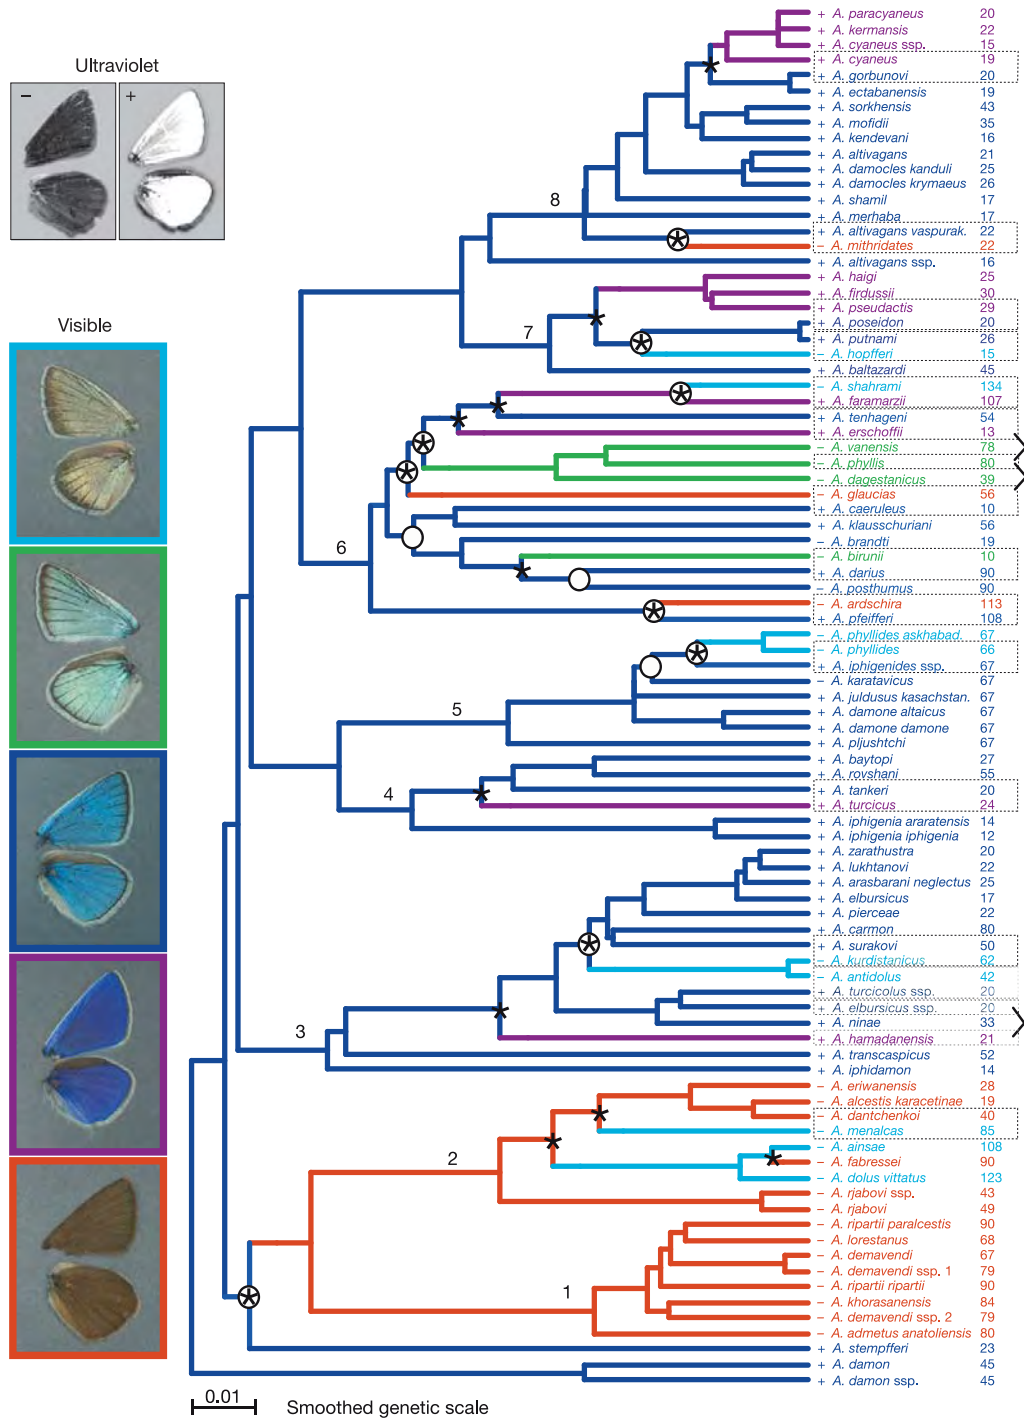 Ultraviolet
− +
Visible
+ A. paracyaneus 20
+ A. kermansis 22
+ A. cyaneus ssp. 15
+ A. cyaneus 19
+ A. gorbunovi 20
+ A. ectabanensis 19
+ A. sorkhensis 43
+ A. mofidii 35
+ A. kendevani 16
+ A. altivagans 21
+ A. damocles kanduli 25
+ A. damocles krymaeus 26
+ A. shamil 17
8
+ A. merhaba 17
+ A. altivagans vaspurak. 22
− A. mithridates 22
+ A. altivagans ssp. 16
+ A. haigi 25
+ A. firdussii 30
+ A. pseudactis 29
+ A. poseidon 20
7
+ A. putnami 26
− A. hopfferi 15
+ A. baltazardi 45
− A. shahrami 134
+ A. faramarzii 107
+ A. tenhageni 54
+ A. erschoffii 13
− A. vanensis 78
− A. phyllis 80
− A. dagestanicus 39
− A. glaucias 56
+ A. caeruleus 10
+ A. klausschuriani 56
6
− A. brandti 19
− A. birunii 10
+ A. darius 90
− A. posthumus 90
− A. ardschira 113
+ A. pfeifferi 108
− A. phyllides askhabad. 67
− A. phyllides 66
+ A. iphigenides ssp. 67
− A. karatavicus 67
+ A. juldusus kasachstan. 67
5
+ A. damone altaicus 67
+ A. damone damone 67
+ A. pljushtchi 67
+ A. baytopi 27
+ A. rovshani 55
4
+ A. tankeri 20
+ A. turcicus 24
+ A. iphigenia araratensis 14
+ A. iphigenia iphigenia 12
+ A. zarathustra 20
+ A. lukhtanovi 22
+ A. arasbarani neglectus 25
+ A. elbursicus 17
+ A. pierceae 22
+ A. carmon 80
+ A. surakovi 50
− A. kurdistanicus 62
− A. antidolus 42
+ A. turcicolus ssp. 20
+ A. elbursicus ssp. 20
+ A. ninae 33
3
+ A. hamadanensis 21
+ A. transcaspicus 52
+ A. iphidamon 14
− A. eriwanensis 28
− A. alcestis karacetinae 19
− A. dantchenkoi 40
− A. menalcas 85
− A. ainsae 108
2
− A. fabressei 90
− A. dolus vittatus 123
− A. rjabovi ssp. 43
− A. rjabovi 49
− A. ripartii paralcestis 90
− A. lorestanus 68
− A. demavendi 67
− A. demavendi ssp. 1 79
− A. ripartii ripartii 90
1
− A. khorasanensis 84
− A. demavendi ssp. 2 79
− A. admetus anatoliensis 80
+ A. stempfferi 23
+ A. damon 45
+ A. damon ssp. 45
0.01
Smoothed genetic scale